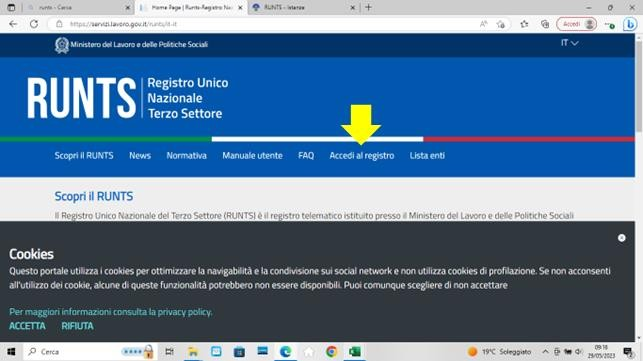 runts - Cerca
Home Page | Runts-Registro Naz
RUNTS – Istanze
https://servizi.lavoro.gov.it/runts/it-it
Accedi
Ministero del Lavoro e delle Politiche Sociali
IT
RUNTS
Registro Unico
Nazionale
Terzo Settore
Scopri il RUNTS News Normativa Manuale utente FAQ Accedi al registro Lista enti
Scopri il RUNTS
Il Registro Unico Nazionale del Terzo Settore (RUNTS) è il registro telematico istituito presso il Ministero del Lavoro e delle Politiche Sociali
Cookies
Questo portale utilizza i cookies per ottimizzare la navigabilità e la condivisione sui social network e non utilizza cookies di profilazione. Se non acconsenti
all'utilizzo dei cookie, alcune di queste funzionalità potrebbero non essere disponibili. Puoi comunque scegliere di non accettare
Per maggiori informazioni consulta la privacy policy.
ACCETTA RIFIUTA
Cerca
19°C Soleggiato
09:18
29/05/2023